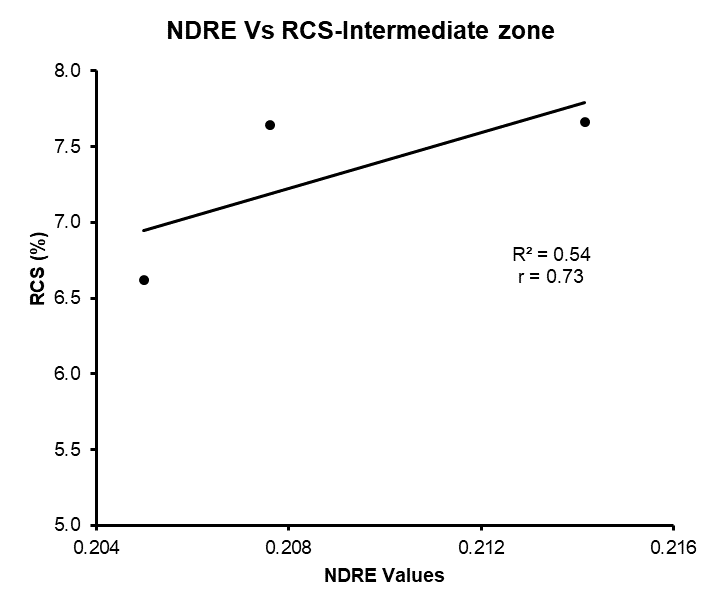 NDRE Vs RCS-Intermediate zone
8.0
7.5
7.0
6.5
6.0
5.5
5.0
RCS (%)
R² = 0.54
r = 0.73
0.204
0.208
0.212
0.216
NDRE Values